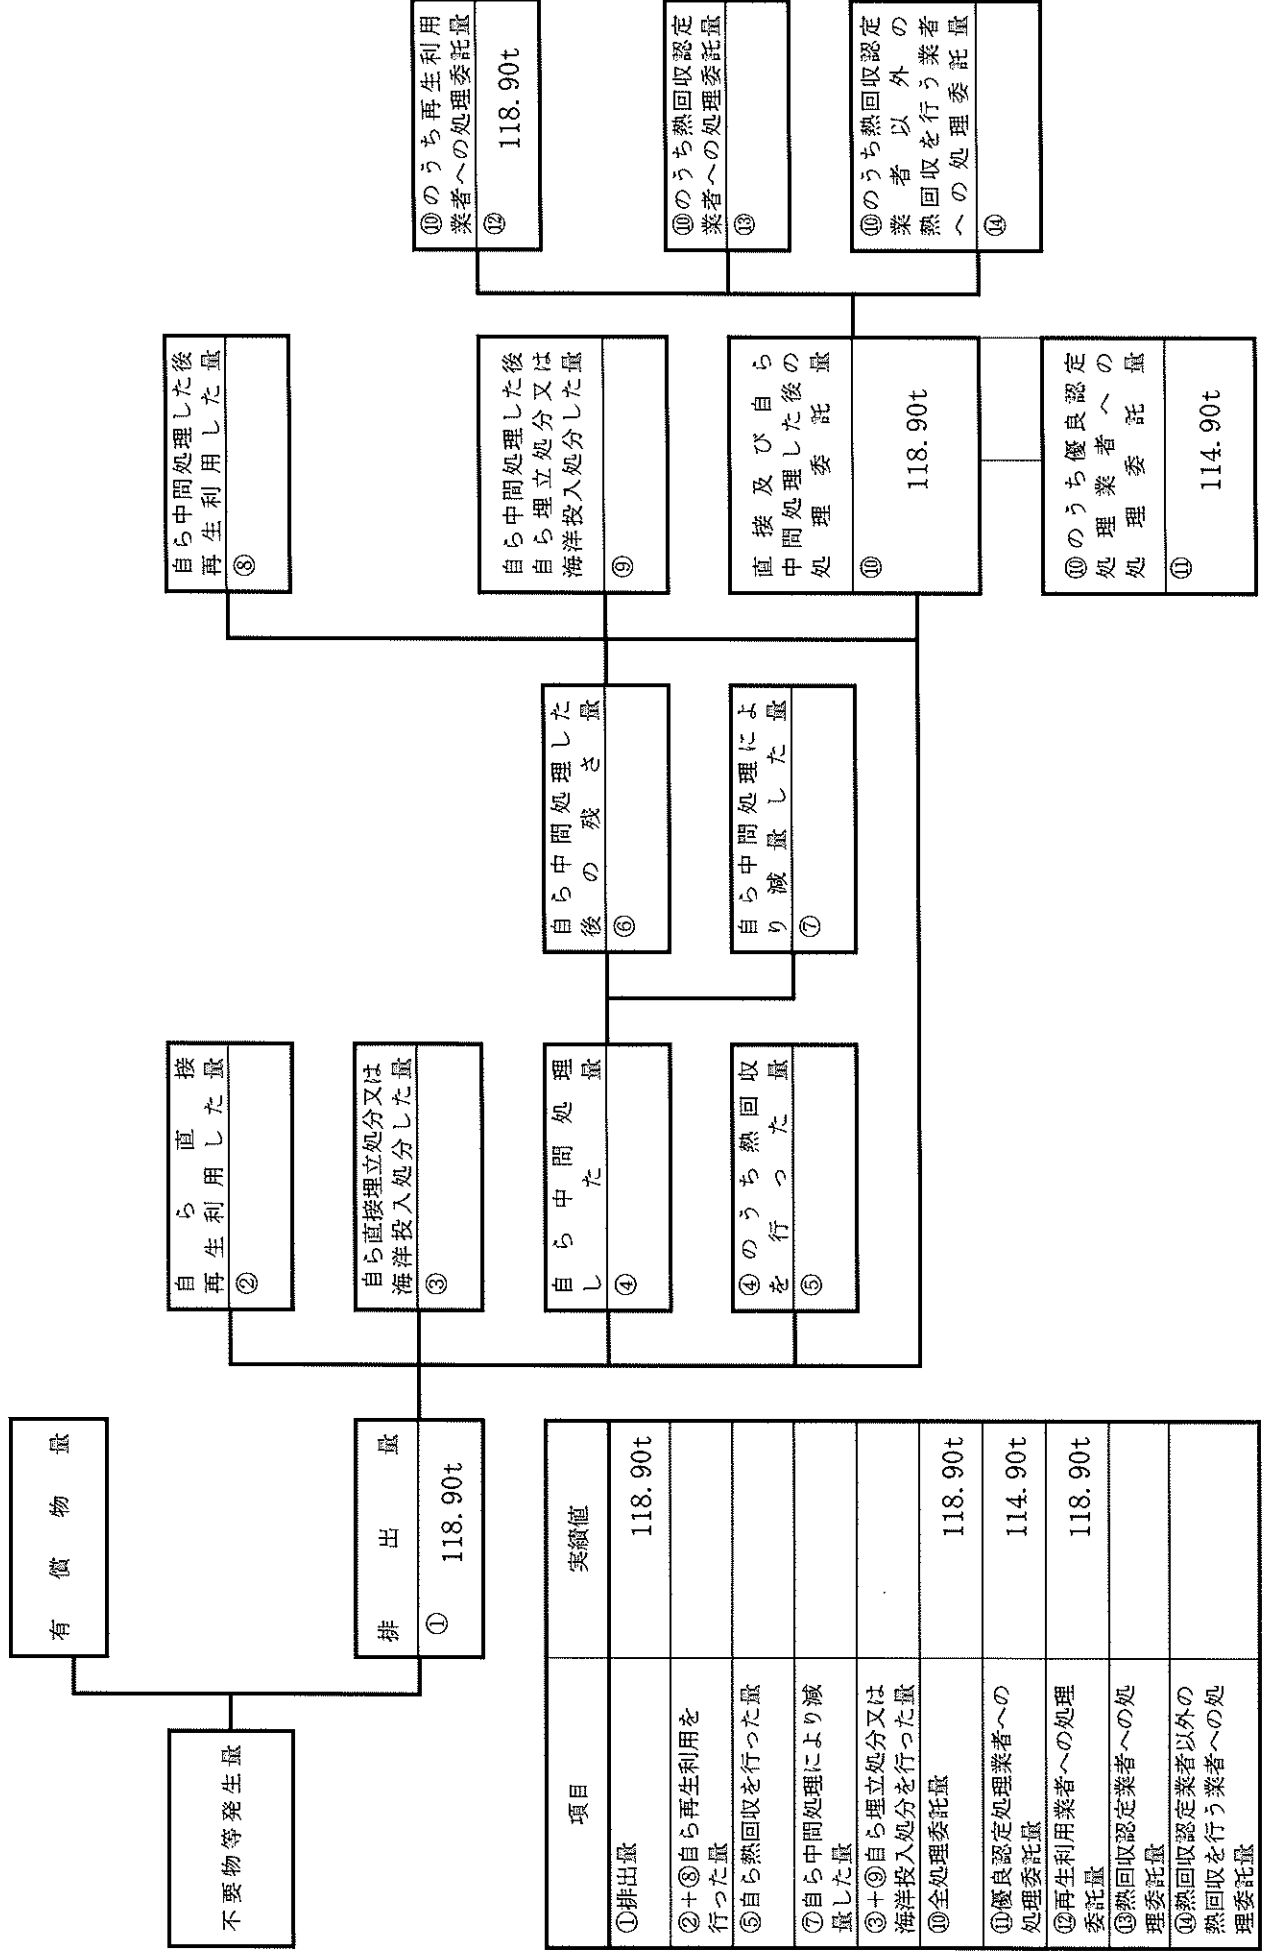 不要物等発生量
有償物量
排出量
① 118.90t
自ら直接
再生利用した量
②
自ら直接埋立処分又は
海洋投入処分した量
③
自ら中間処理
した量
④
④のうち熱回収
を行った量
⑤
自ら中間処理した
後の残さ量
⑥
自ら中間処理によ
り減量した量
⑦
自ら中間処理した後
再生利用した量
⑧
自ら中間処理した後
自ら埋立処分又は
海洋投入処分した量
⑨
直接及び自ら
中間処理した後の
処理委託量
⑩ 118.90t
⑩のうち優良認定
処理業者への
処理委託量
⑪ 114.90t
⑩のうち再生利用
業者への処理委託量
⑫ 118.90t
⑩のうち熱回収認定
業者への処理委託量
⑬
⑩のうち熱回収認定
業者以外の
熱回収を行う業者
への処理委託量
⑭
項目 実績値
①排出量 118.90t
②+⑧自ら再生利用を
行った量
⑤自ら熱回収を行った量
⑦自ら中間処理により減
量した量
③+⑨自ら埋立処分又は
海洋投入処分を行った量
⑩全処理委託量 118.90t
⑪優良認定処理業者への
処理委託量 114.90t
⑫再生利用業者への処理
委託量 118.90t
⑬熱回収認定業者への処
理委託量
⑭熱回収認定業者以外の
熱回収を行う業者への処
理委託量